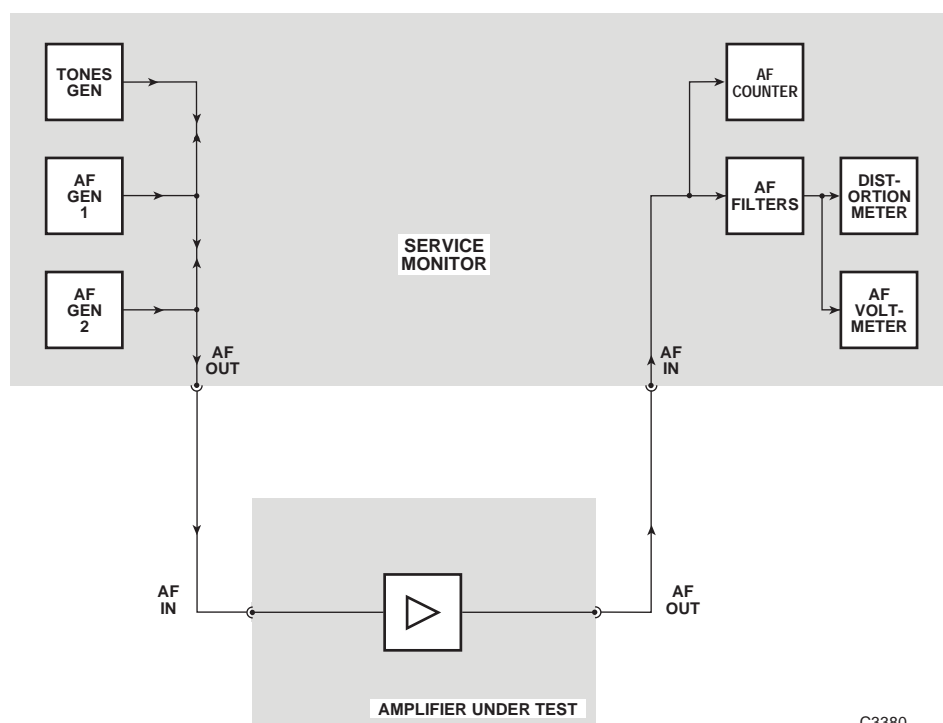 TONES
GEN
AF
GEN
1
AF
GEN
2
AF
OUT
SERVICE
MONITOR
AF
COUNTER
AF
FILTERS
DIST-
ORTION
METER
AF
VOLT-
METER
AF
IN
AF
IN
AF
OUT
AMPLIFIER UNDER TEST
C3380